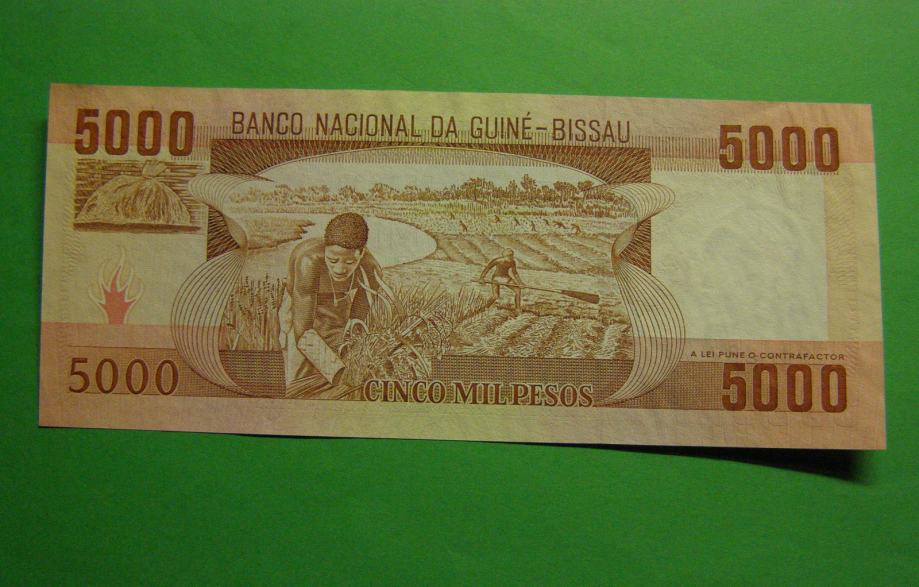 5000 BANCO NACIONAL DA GUINÉ-BISSAU 5000
A LEI PUNE O CONTRAFACTOR
5000 CINCO MIL PESOS 5000